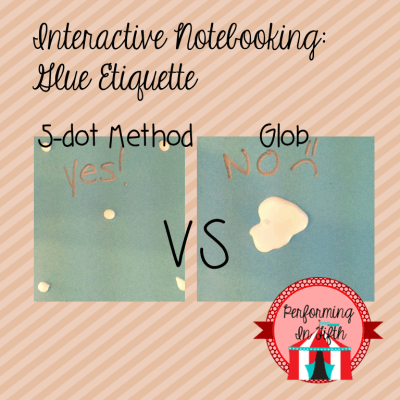 Interactive Notebooking:
Glue Etiquette
5-dot Method
Glob
Yes!
NO
VS
Performing
In Fifth